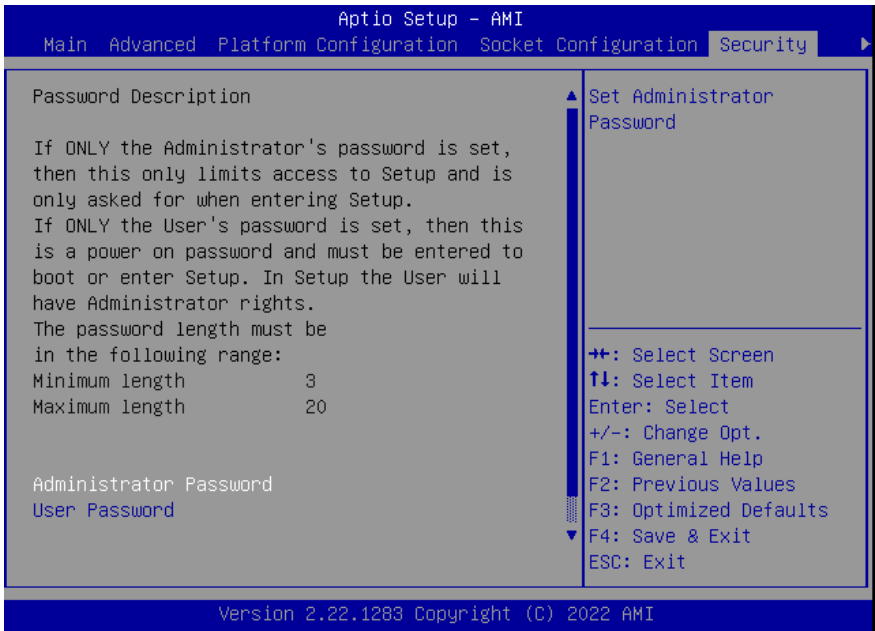 Aptio Setup - AMI
Main Advanced Platform Configuration Socket Configuration Security
Password Description
If ONLY the Administrator's password is set,
then this only limits access to Setup and is
only asked for when entering Setup.
If ONLY the User's password is set, then this
is a power on password and must be entered to
boot or enter Setup. In Setup the User will
have Administrator rights.
The password length must be
in the following range:
Minimum length 3
Maximum length 20
Administrator Password
User Password
Set Administrator
Password
→←: Select Screen
↑↓: Select Item
Enter: Select
+/-: Change Opt.
F1: General Help
F2: Previous Values
F3: Optimized Defaults
F4: Save & Exit
ESC: Exit
Version 2.22.1283 Copyright (C) 2022 AMI